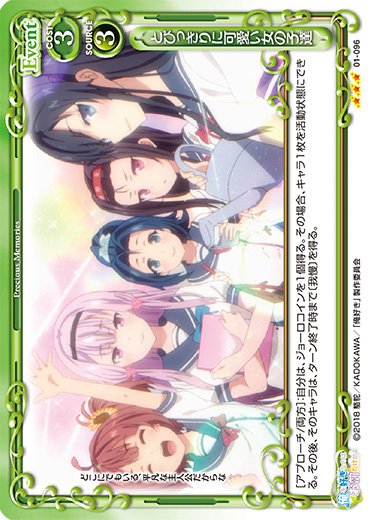 Event
COST
3
SOURCE
3
とびっきりに可愛い女の子達
01-096
Precious Memories
[アプローチ/両方]:自分は、ジョーロコインを1個得る。その場合、キャラ1枚を活動状態にでき
る。その後、そのキャラは、ターン終了時まで〔我慢〕を得る。
どこにでもいる、平凡な主人公だからな
©2018 駱駝/KADOKAWA/「俺好き」製作委員会